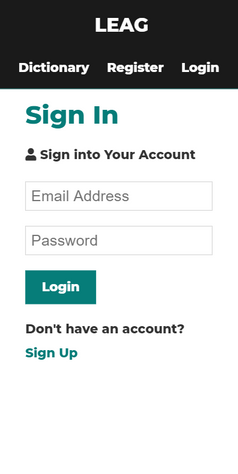 LEAG
Dictionary Register Login
Sign In
Sign into Your Account
Email Address
Password
Login
Don't have an account?
Sign Up